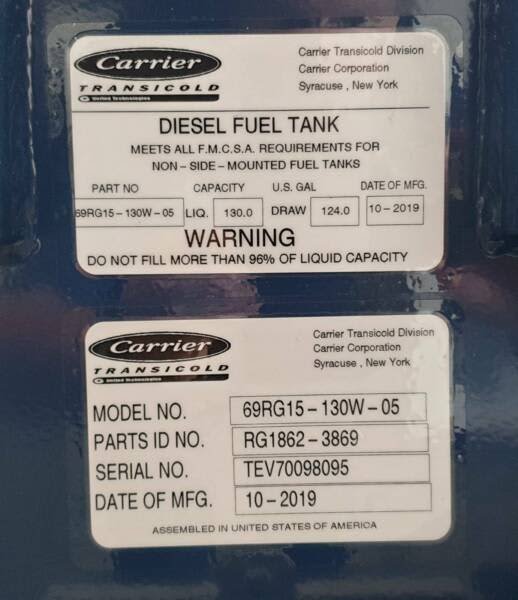 Carrier
TRANSICOLD
United Technologies
Carrier Transicold Division
Carrier Corporation
Syracuse , New York
DIESEL FUEL TANK
MEETS ALL F.M.C.S.A. REQUIREMENTS FOR
NON – SIDE – MOUNTED FUEL TANKS
PART NO CAPACITY U.S. GAL DATE OF MFG.
69RG15 – 130W – 05 LIQ. 130.0 DRAW 124.0 10 – 2019
WARNING
DO NOT FILL MORE THAN 96% OF LIQUID CAPACITY
Carrier
TRANSICOLD
United Technologies
Carrier Transicold Division
Carrier Corporation
Syracuse , New York
MODEL NO. 69RG15 – 130W – 05
PARTS ID NO. RG1862 – 3869
SERIAL NO. TEV70098095
DATE OF MFG. 10 – 2019
ASSEMBLED IN UNITED STATES OF AMERICA